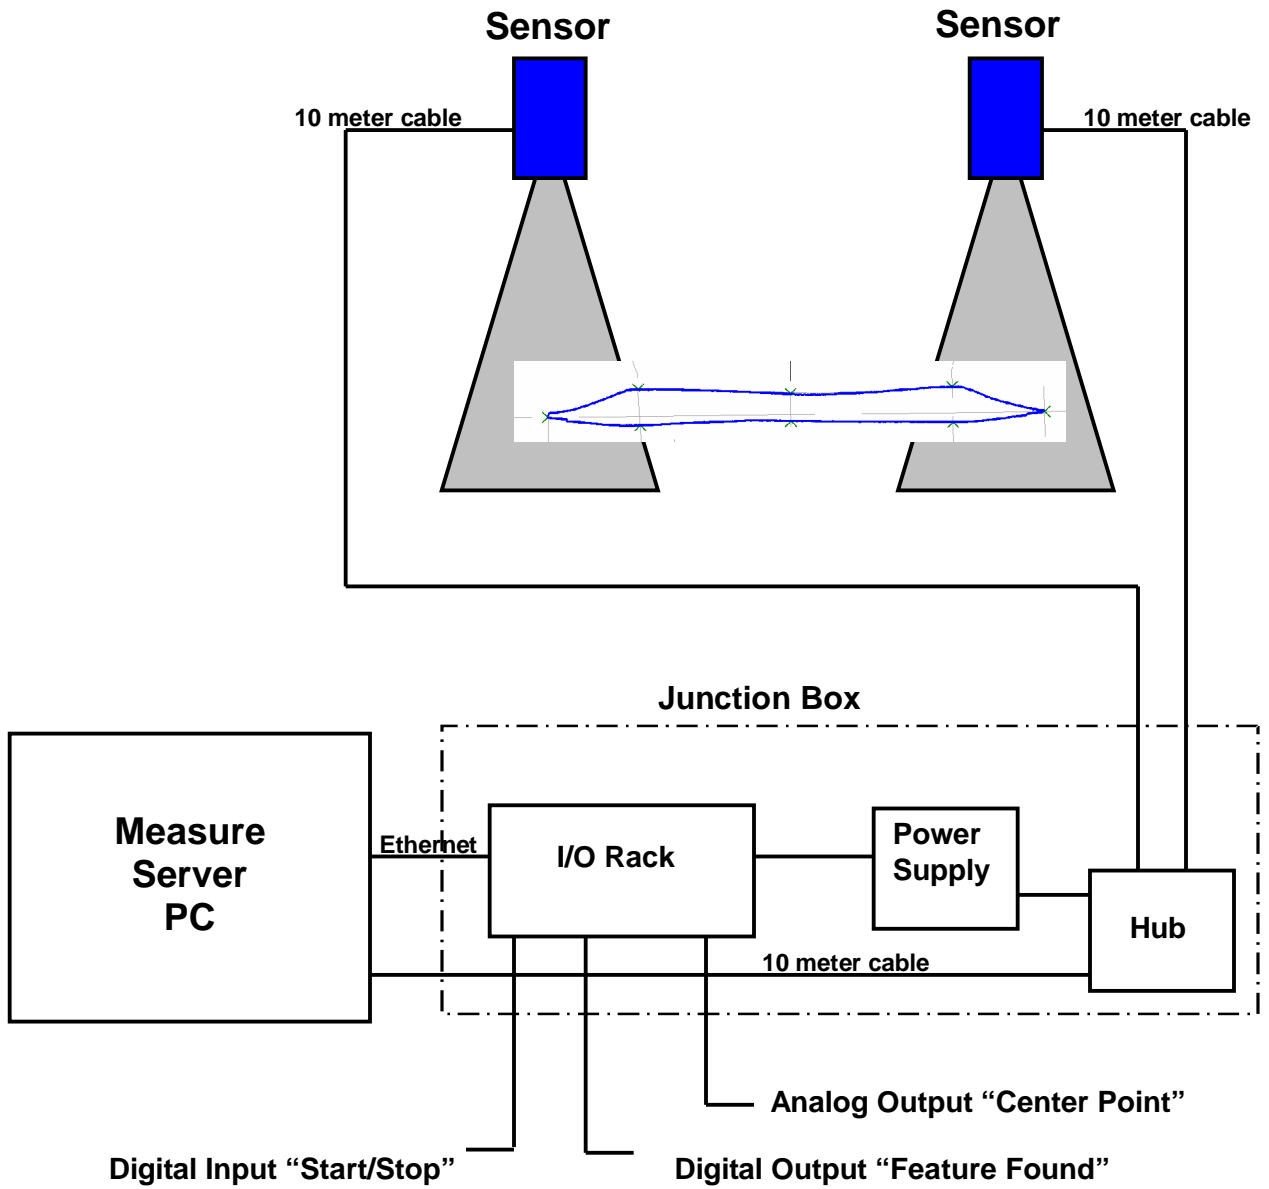 Sensor
Sensor
10 meter cable
10 meter cable
Junction Box
Measure
Server
PC
Ethernet
I/O Rack
Power
Supply
Hub
10 meter cable
Analog Output “Center Point”
Digital Input “Start/Stop”
Digital Output “Feature Found”